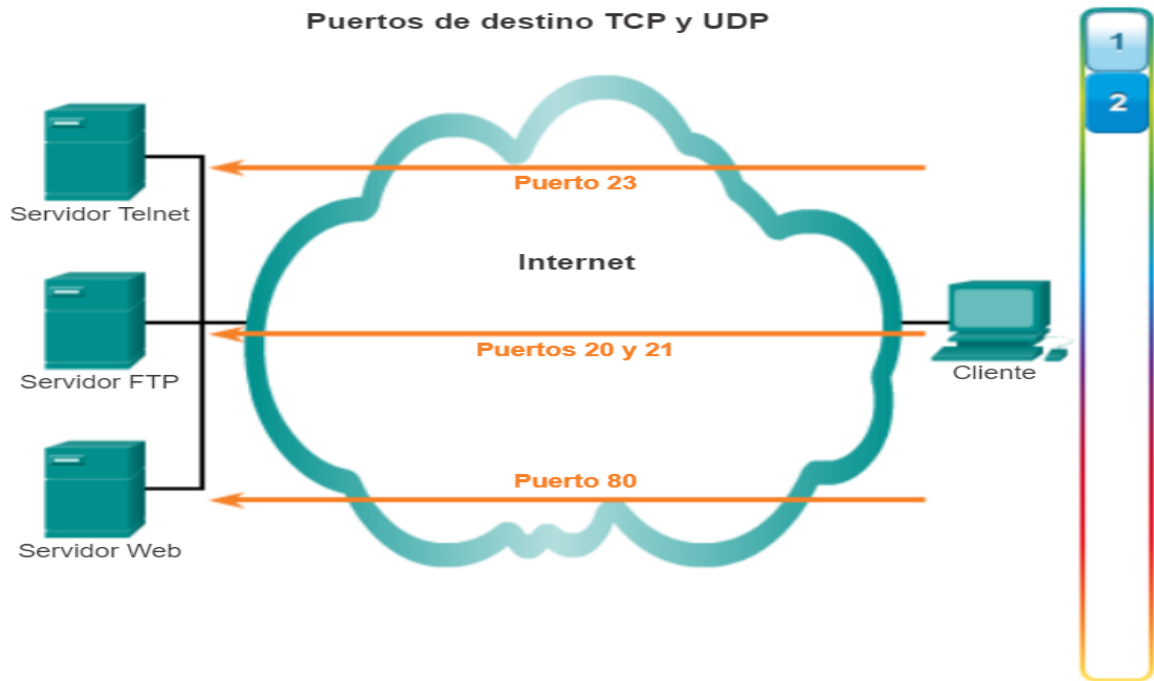 Puertos de destino TCP y UDP
1
2
Puerto 23
Servidor Telnet
Internet
Puertos 20 y 21
Servidor FTP
Cliente
Puerto 80
Servidor Web